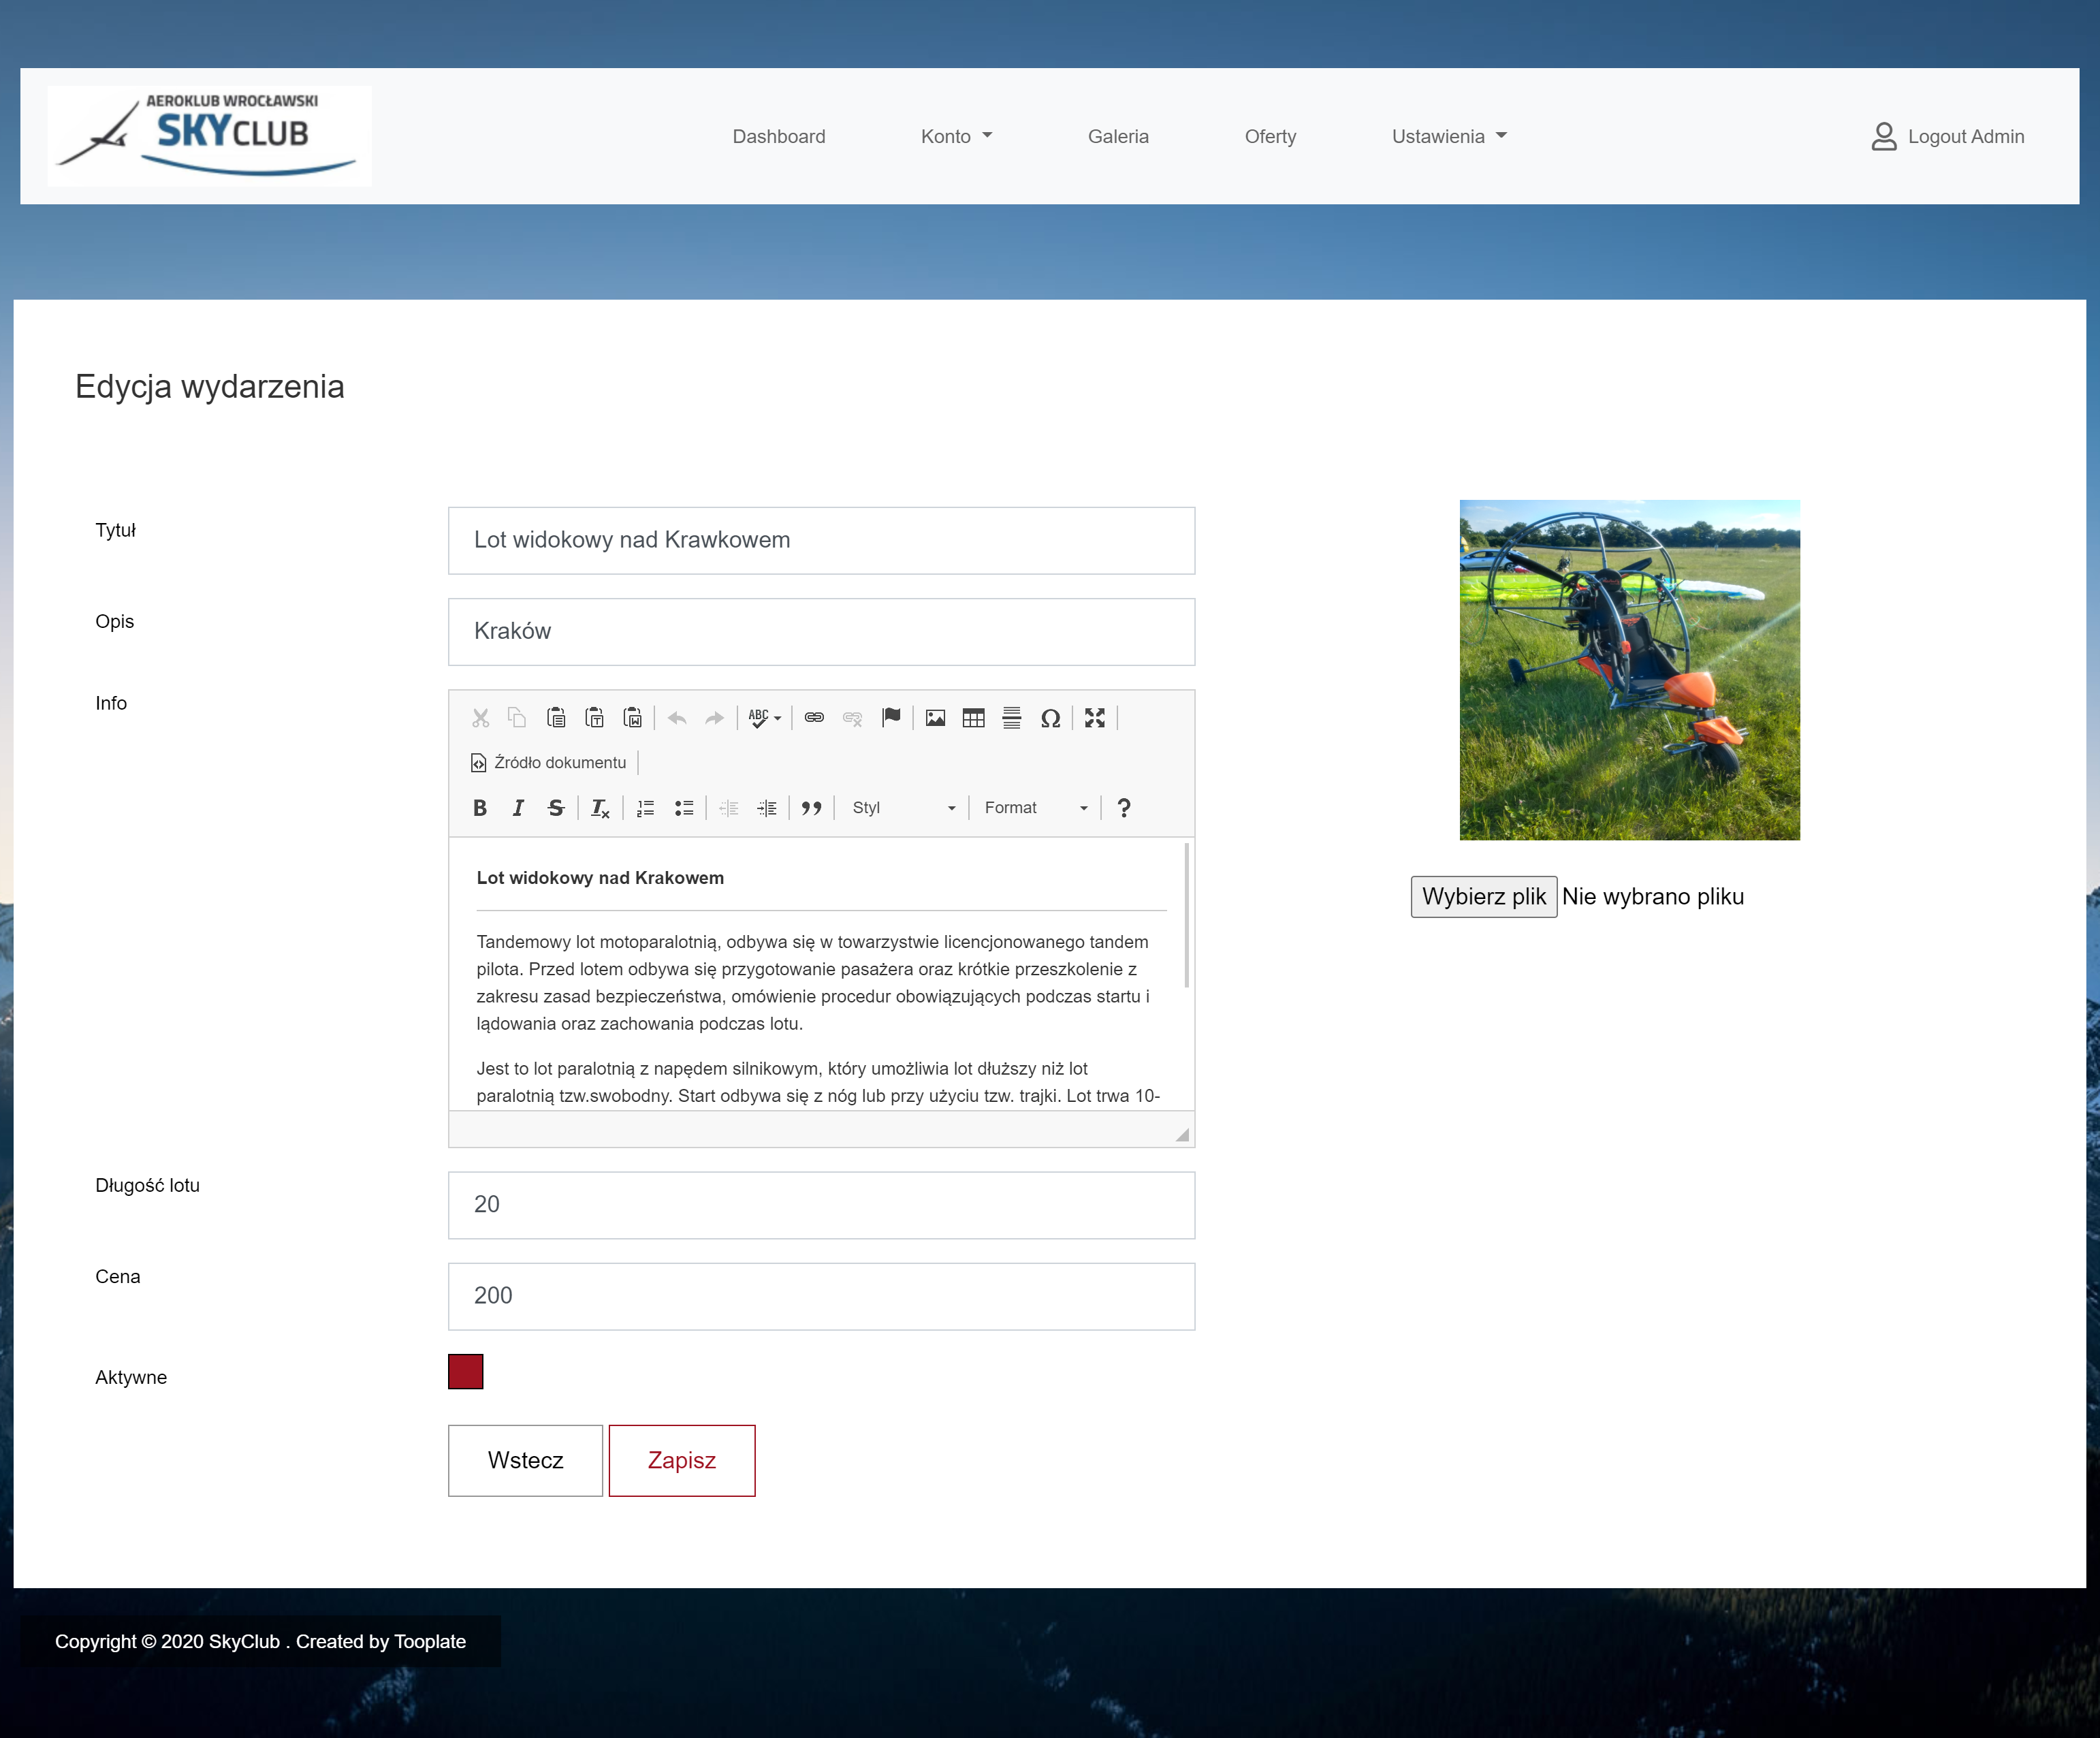 AEROKLUB WROCŁAWSKI
SKYCLUB
Dashboard
Konto
Galeria
Oferty
Ustawienia
Logout Admin
Edycja wydarzenia
Tytuł
Lot widokowy nad Krawkowem
Opis
Kraków
Info
ABC
Źródło dokumentu
Styl
Format
?
Lot widokowy nad Krakowem
Tandemowy lot motoparalotnią, odbywa się w towarzystwie licencjonowanego tandem
pilota. Przed lotem odbywa się przygotowanie pasażera oraz krótkie przeszkolenie z
zakresu zasad bezpieczeństwa, omówienie procedur obowiązujących podczas startu i
lądowania oraz zachowania podczas lotu.
Jest to lot paralotnią z napędem silnikowym, który umożliwia lot dłuższy niż lot
paralotnią tzw.swobodny. Start odbywa się z nóg lub przy użyciu tzw. trajki. Lot trwa 10-
Wybierz plik Nie wybrano pliku
Długość lotu
20
Cena
200
Aktywne
Wstecz
Zapisz
Copyright © 2020 SkyClub . Created by Tooplate